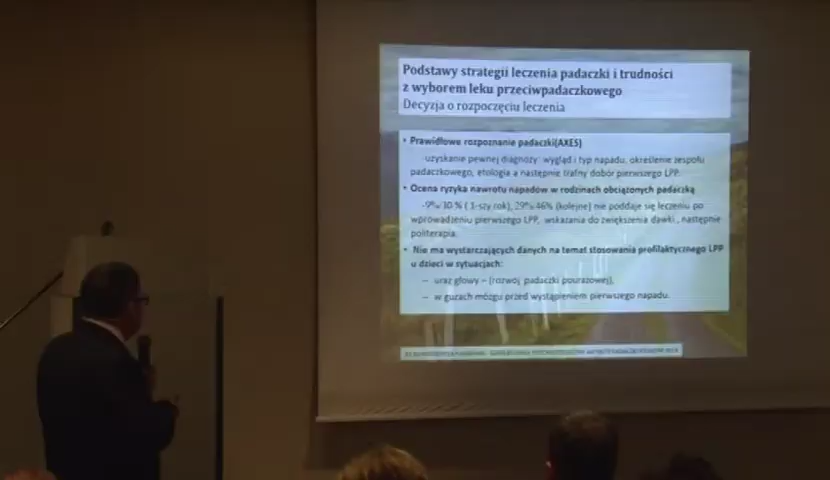 Podstawy strategii leczenia padaczki i trudności
z wyborem leku przeciwpadaczkowego
Decyzja o rozpoczęciu leczenia
• Prawidłowe rozpoznanie padaczki(AXES)
-uzyskanie pewnej diagnozy: wygląd i typ napadu, określenie zespołu
padaczkowego, etologia a następnie trafny dobór pierwszego LPP.
• Ocena ryzyka nawrotu napadów w rodzinach obciążonych padaczką
(kolejne) nie poddaje się leczeniu po
wprowadzeniu pierwszego LPP, wskazania do zwiększenia dawki, następnie
politerapia.
• Nie ma wystarczających danych na temat stosowania profilaktycznego LPP
u dzieci w sytuacjach:
– uraz głowy – (rozwój padaczki pourazowej),
– w guzach mózgu przed wystąpieniem pierwszego napadu.